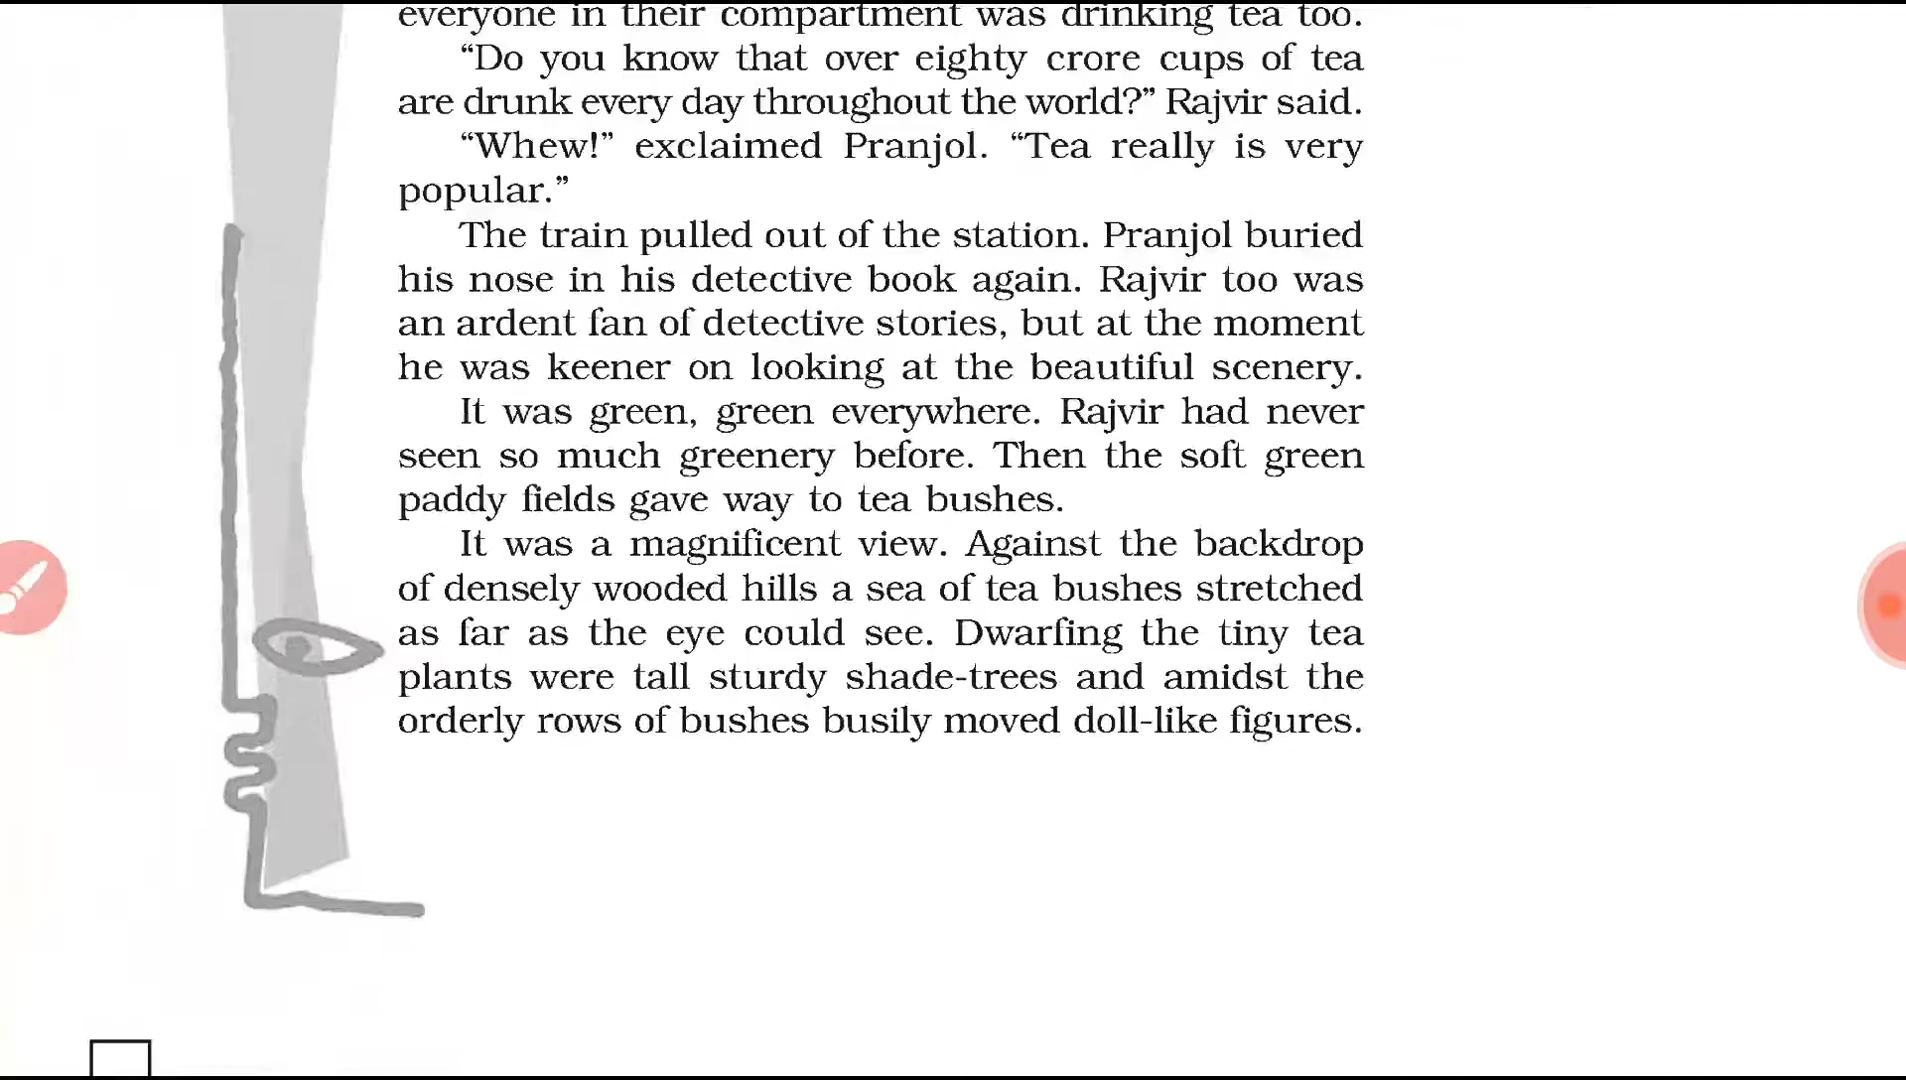 everyone in their compartment was drinking tea too.
“Do you know that over eighty crore cups of tea
are drunk every day throughout the world?” Rajvir said.
“Whew!” exclaimed Pranjol. “Tea really is very
popular.”
The train pulled out of the station. Pranjol buried
his nose in his detective book again. Rajvir too was
an ardent fan of detective stories, but at the moment
he was keener on looking at the beautiful scenery.
It was green, green everywhere. Rajvir had never
seen so much greenery before. Then the soft green
paddy fields gave way to tea bushes.
It was a magnificent view. Against the backdrop
of densely wooded hills a sea of tea bushes stretched
as far as the eye could see. Dwarfing the tiny tea
plants were tall sturdy shade-trees and amidst the
orderly rows of bushes busily moved doll-like figures.